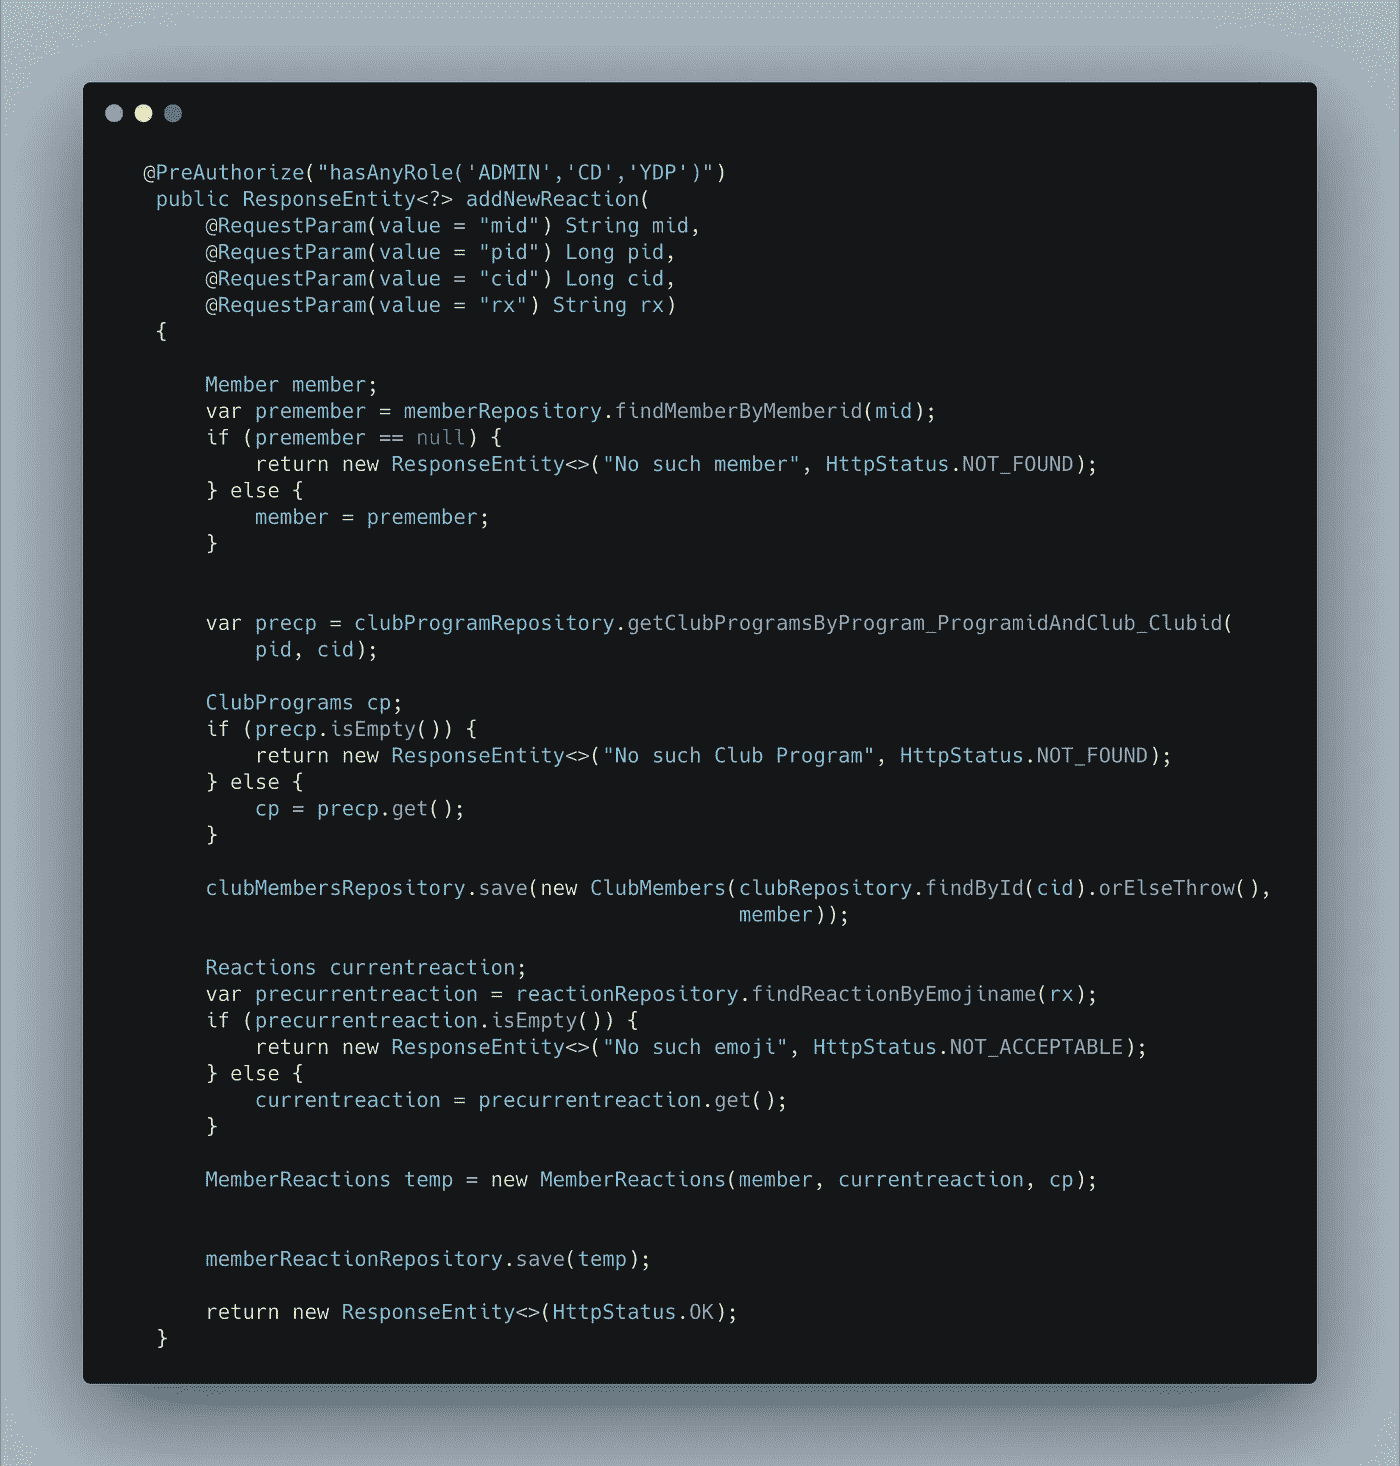 @PreAuthorize("hasAnyRole('ADMIN','CD','YDP')")
public ResponseEntity<?> addNewReaction(
@RequestParam(value = "mid") String mid,
@RequestParam(value = "pid") Long pid,
@RequestParam(value = "cid") Long cid,
@RequestParam(value = "rx") String rx)
{
Member member;
var premember = memberRepository.findMemberByMemberid(mid);
if (premember == null) {
return new ResponseEntity<>("No such member", HttpStatus.NOT_FOUND);
} else {
member = premember;
}
var precp = clubProgramRepository.getClubProgramsByProgram_ProgramidAndClub_Clubid(
pid, cid);
ClubPrograms cp;
if (precp.isEmpty()) {
return new ResponseEntity<>("No such Club Program", HttpStatus.NOT_FOUND);
} else {
cp = precp.get();
}
clubMembersRepository.save(new ClubMembers(clubRepository.findById(cid).orElseThrow(),
member));
Reactions currentreaction;
var precurrentreaction = reactionRepository.findReactionByEmojiname(rx);
if (precurrentreaction.isEmpty()) {
return new ResponseEntity<>("No such emoji", HttpStatus.NOT_ACCEPTABLE);
} else {
currentreaction = precurrentreaction.get();
}
MemberReactions temp = new MemberReactions(member, currentreaction, cp);
memberReactionRepository.save(temp);
return new ResponseEntity<>(HttpStatus.OK);
}